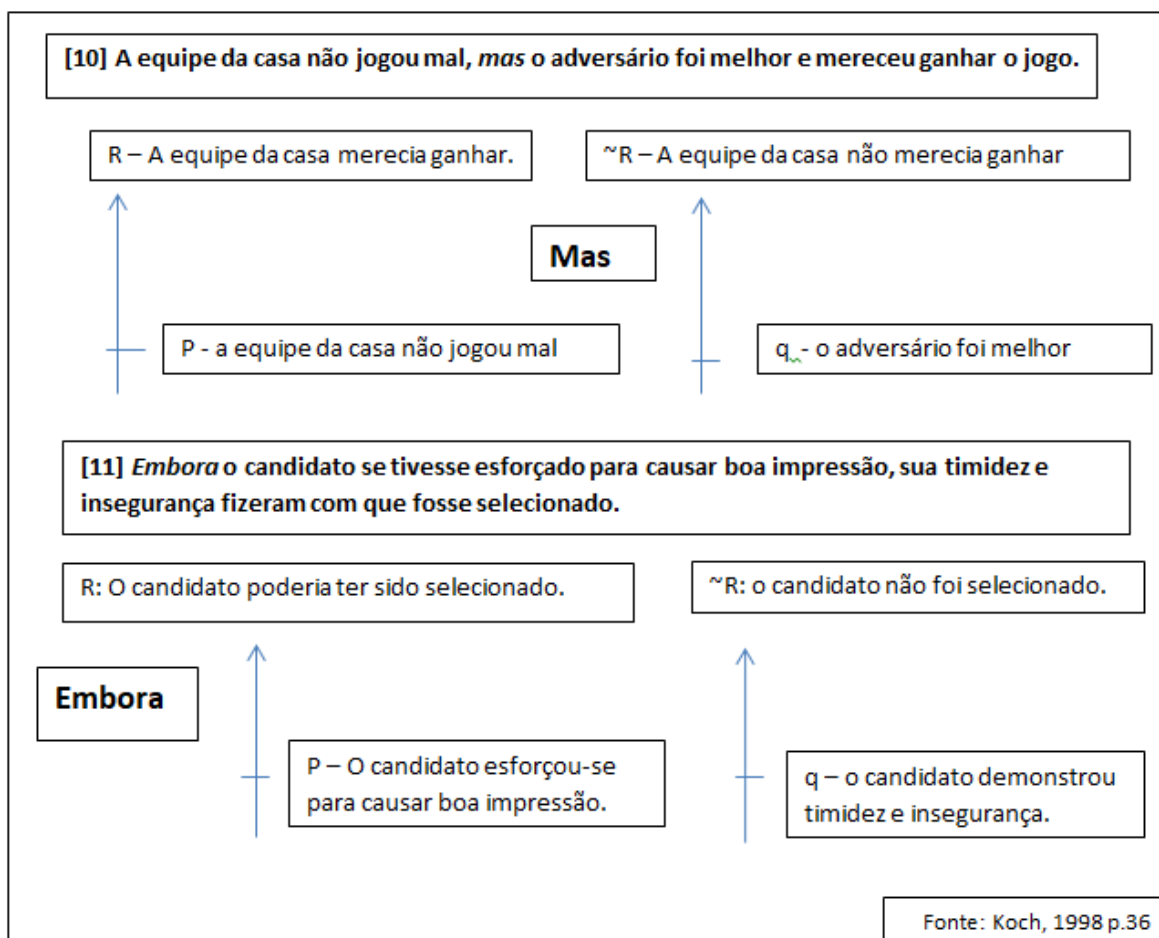 [10] A equipe da casa não jogou mal, mas o adversário foi melhor e mereceu ganhar o jogo.
R – A equipe da casa merecia ganhar.
~R – A equipe da casa não merecia ganhar
Mas
P - a equipe da casa não jogou mal
q - o adversário foi melhor
[11] Embora o candidato se tivesse esforçado para causar boa impressão, sua timidez e
insegurança fizeram com que fosse selecionado.
R: O candidato poderia ter sido selecionado.
~R: o candidato não foi selecionado.
Embora
P – O candidato esforçou-se
para causar boa impressão.
q – o candidato demonstrou
timidez e insegurança.
Fonte: Koch, 1998 p.36